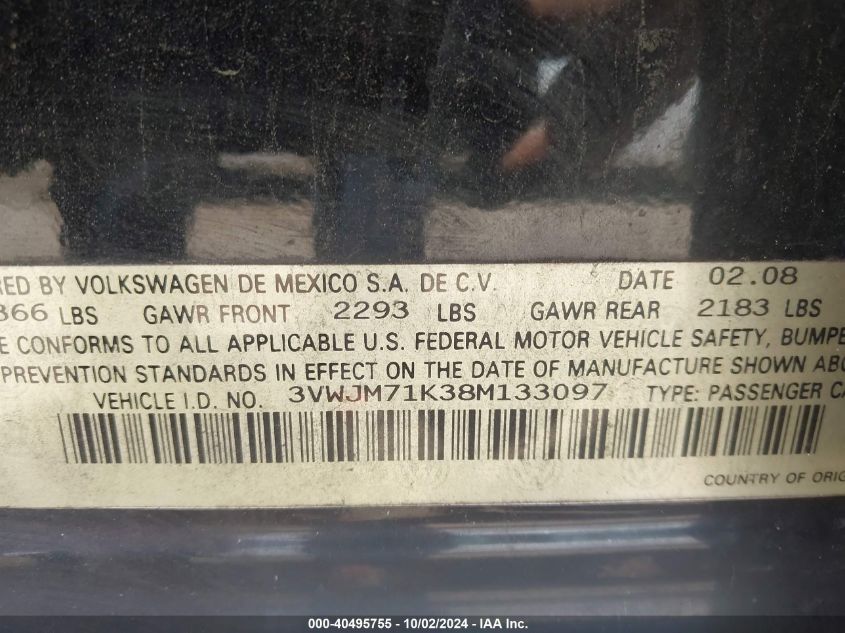 RED BY VOLKSWAGEN DE MEXICO S.A. DE C.V. DATE 02.08
366 LBS GAWR FRONT 2293 LBS GAWR REAR 2183 LBS
E CONFORMS TO ALL APPLICABLE U.S. FEDERAL MOTOR VEHICLE SAFETY, BUMPE
PREVENTION STANDARDS IN EFFECT ON THE DATE OF MANUFACTURE SHOWN ABO
VEHICLE I.D. NO. 3VWJM71K38M133097 TYPE: PASSENGER CA
COUNTRY OF ORIG
000-40495755 - 10/02/2024 - IAA Inc.